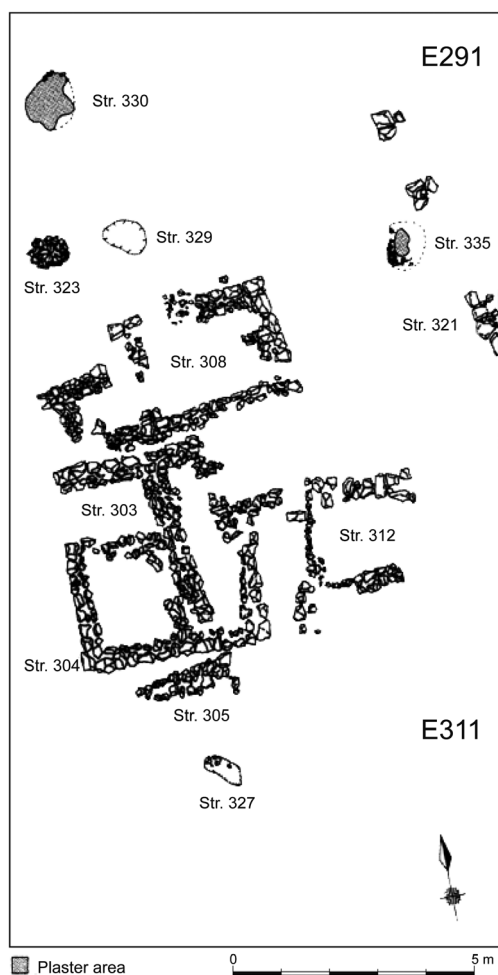 E291
Str. 330
Str. 329
Str. 335
Str. 323
Str. 321
Str. 308
Str. 303
Str. 312
Str. 304
Str. 305
E311
Str. 327
Plaster area
0
5 m